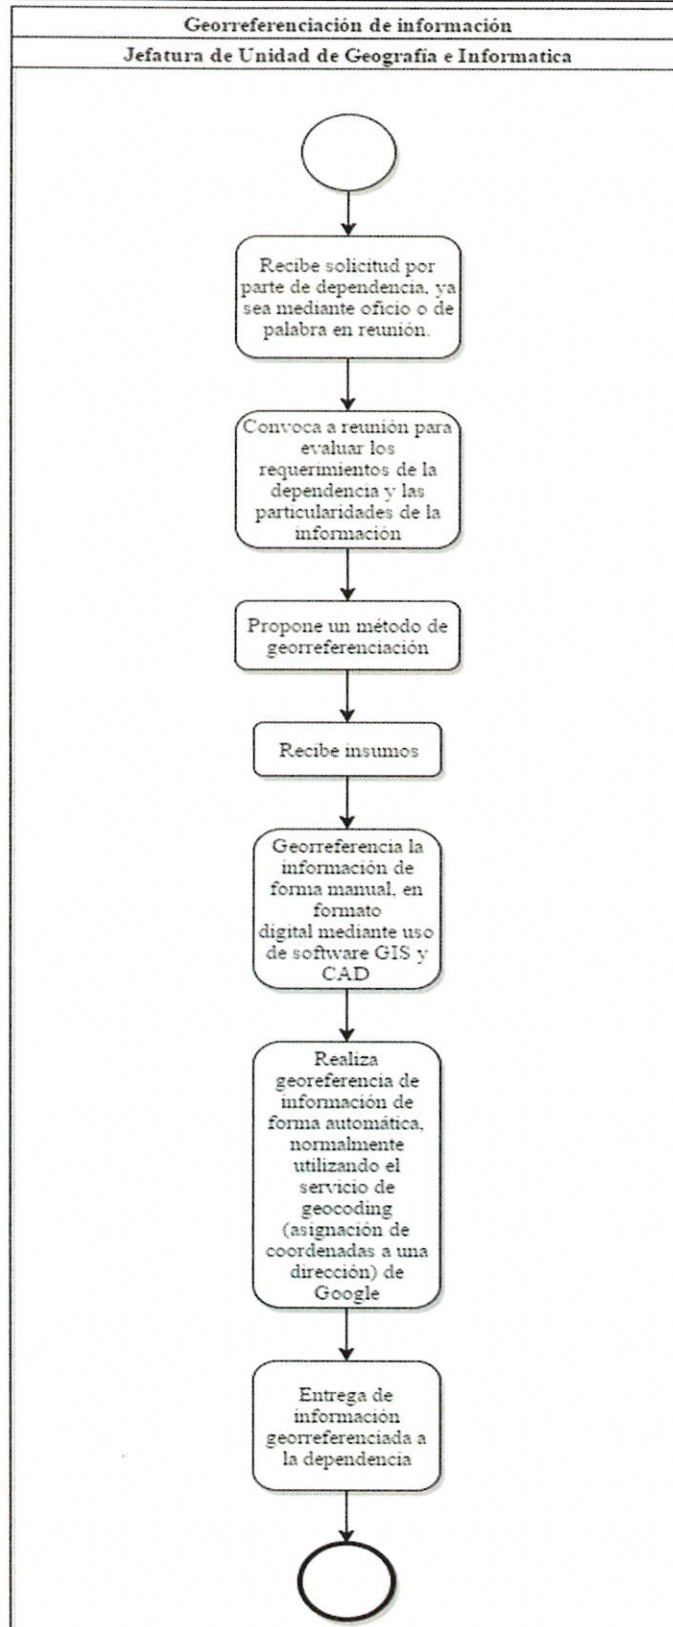 Georreferenciación de información
Jefatura de Unidad de Geografía e Informatica
Recibe solicitud por
parte de dependencia, ya
sea mediante oficio o de
palabra en reunión.
Convoca a reunión para
evaluar los
requerimientos de la
dependencia y las
particularidades de la
información
Propone un método de
georreferenciación
Recibe insumos
Georreferencia la
información de
forma manual, en
formato
digital mediante uso
de software GIS y
CAD
Realiza
georeferencia de
información de
forma automática,
normalmente
utilizando el
servicio de
geocoding
(asignación de
coordenadas a una
dirección) de
Google
Entrega de
información
georreferenciada a
la dependencia